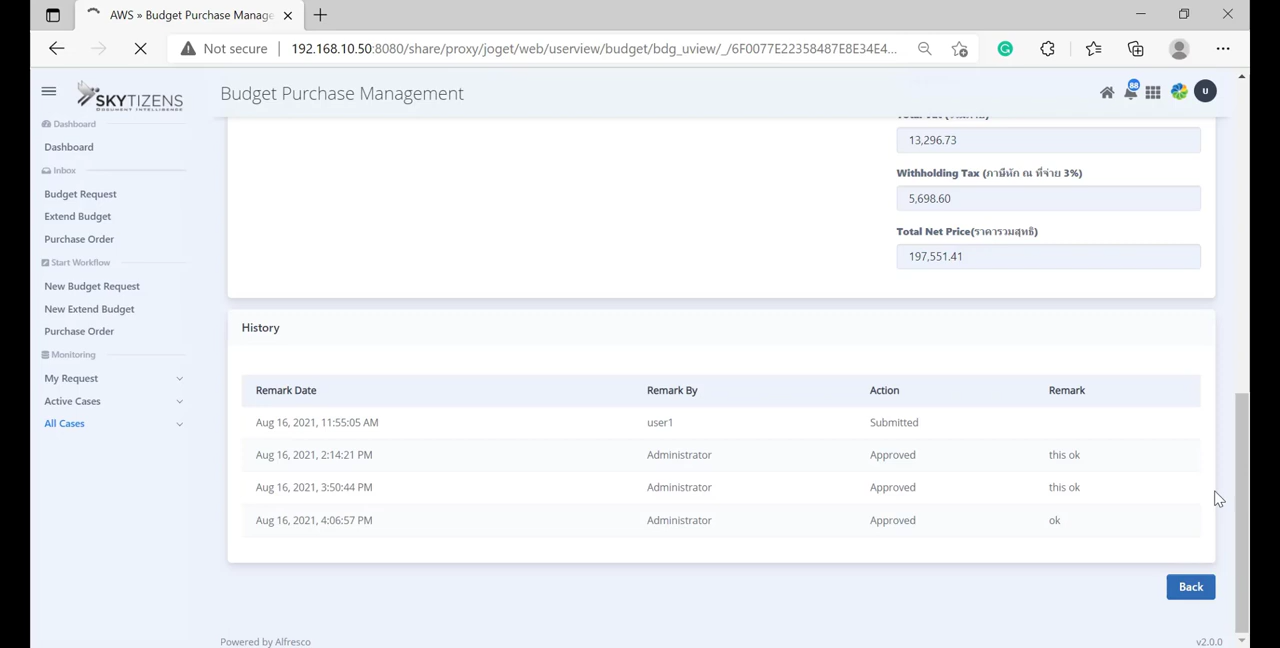 AWS » Budget Purchase Manage
Not secure
192.168.10.50:8080/share/proxy/joget/web/userview/budget/bdg_uview/_/6F0077E22358487E8E34E4...
SKYTIZENS
DOCUMENT INTELLIGENCE
Budget Purchase Management
88
U
Dashboard
Dashboard
Inbox
Budget Request
Extend Budget
Purchase Order
Start Workflow
New Budget Request
New Extend Budget
Purchase Order
Monitoring
My Request
Active Cases
All Cases
13,296.73
Withholding Tax (ภาษีหัก ณ ที่จ่าย 3%)
5,698.60
Total Net Price(ราคารวมสุทธิ)
197,551.41
History
Remark Date Remark By Action Remark
Aug 16, 2021, 11:55:05 AM user1 Submitted
Aug 16, 2021, 2:14:21 PM Administrator Approved this ok
Aug 16, 2021, 3:50:44 PM Administrator Approved this ok
Aug 16, 2021, 4:06:57 PM Administrator Approved ok
Back
Powered by Alfresco
v2.0.0